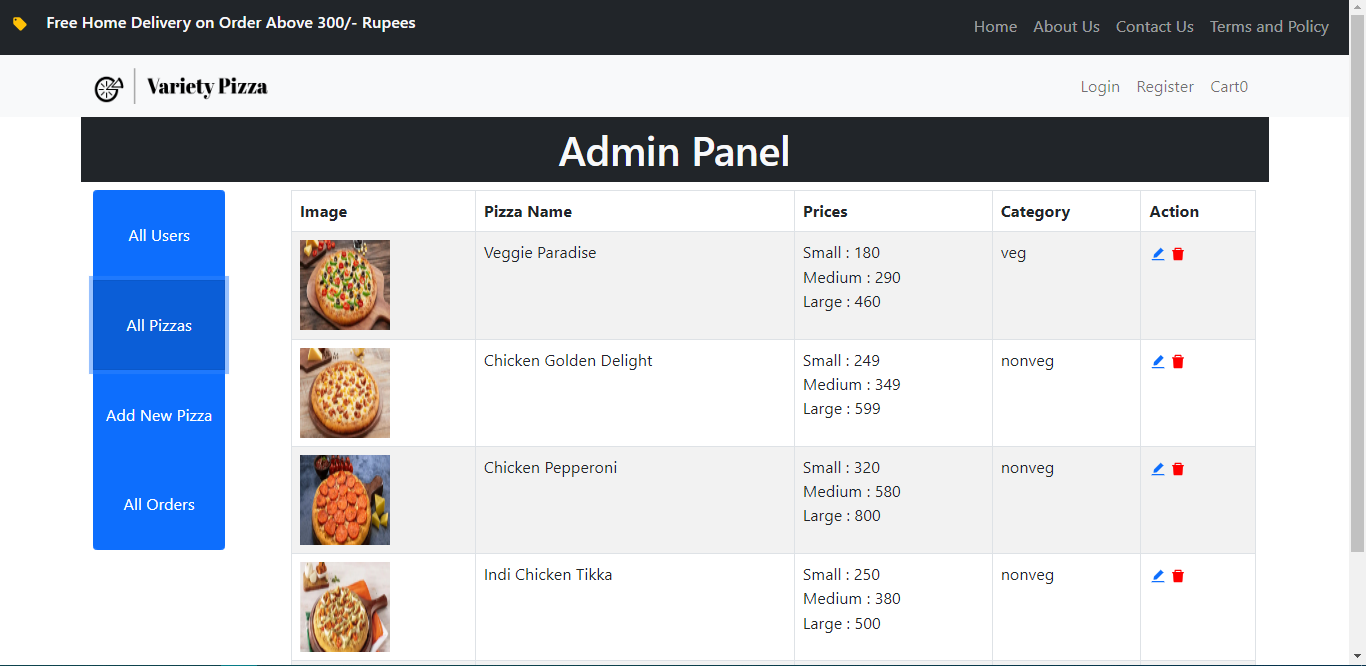 Free Home Delivery on Order Above 300/- Rupees
Home About Us Contact Us Terms and Policy
Variety Pizza
Login Register Cart0
Admin Panel
All Users
All Pizzas
Add New Pizza
All Orders
Image Pizza Name Prices Category Action
Veggie Paradise Small : 180 veg
Medium : 290
Large : 460
Chicken Golden Delight Small : 249 nonveg
Medium : 349
Large : 599
Chicken Pepperoni Small : 320 nonveg
Medium : 580
Large : 800
Indi Chicken Tikka Small : 250 nonveg
Medium : 380
Large : 500